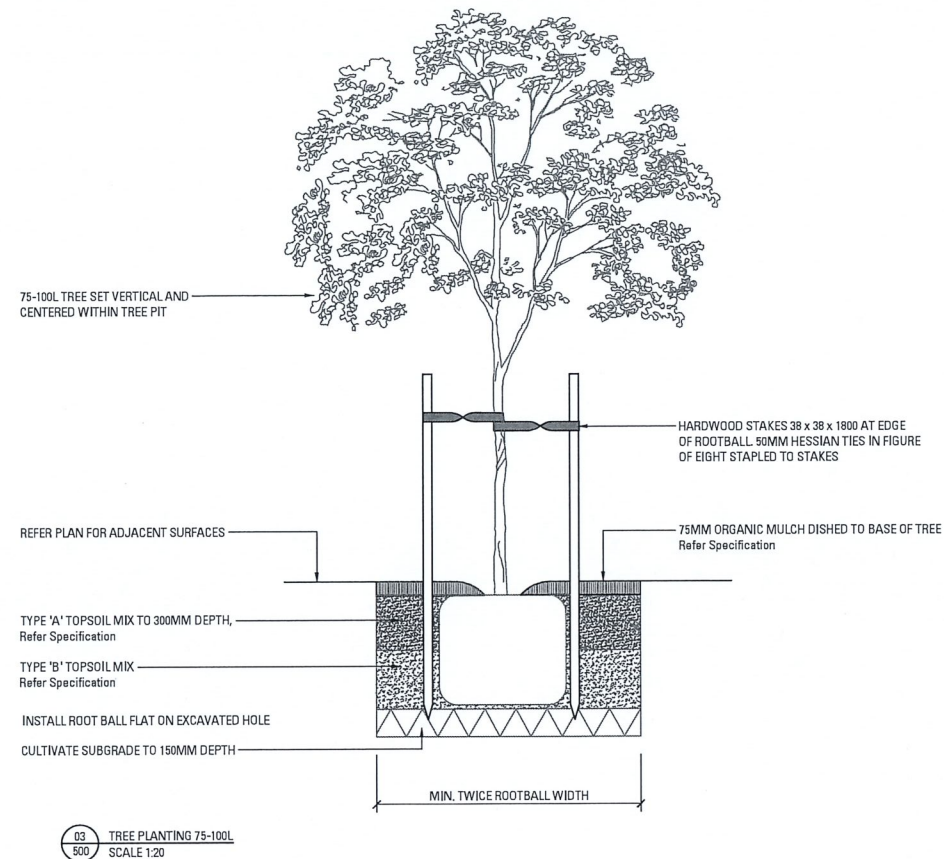 75-100L TREE SET VERTICAL AND
CENTERED WITHIN TREE PIT
HARDWOOD STAKES 38 x 38 x 1800 AT EDGE
OF ROOTBALL. 50MM HESSIAN TIES IN FIGURE
OF EIGHT STAPLED TO STAKES
REFER PLAN FOR ADJACENT SURFACES
75MM ORGANIC MULCH DISHED TO BASE OF TREE
Refer Specification
TYPE 'A' TOPSOIL MIX TO 300MM DEPTH,
Refer Specification
TYPE 'B' TOPSOIL MIX
Refer Specification
INSTALL ROOT BALL FLAT ON EXCAVATED HOLE
CULTIVATE SUBGRADE TO 150MM DEPTH
MIN. TWICE ROOTBALL WIDTH
03 TREE PLANTING 75-100L
500 SCALE 1:20